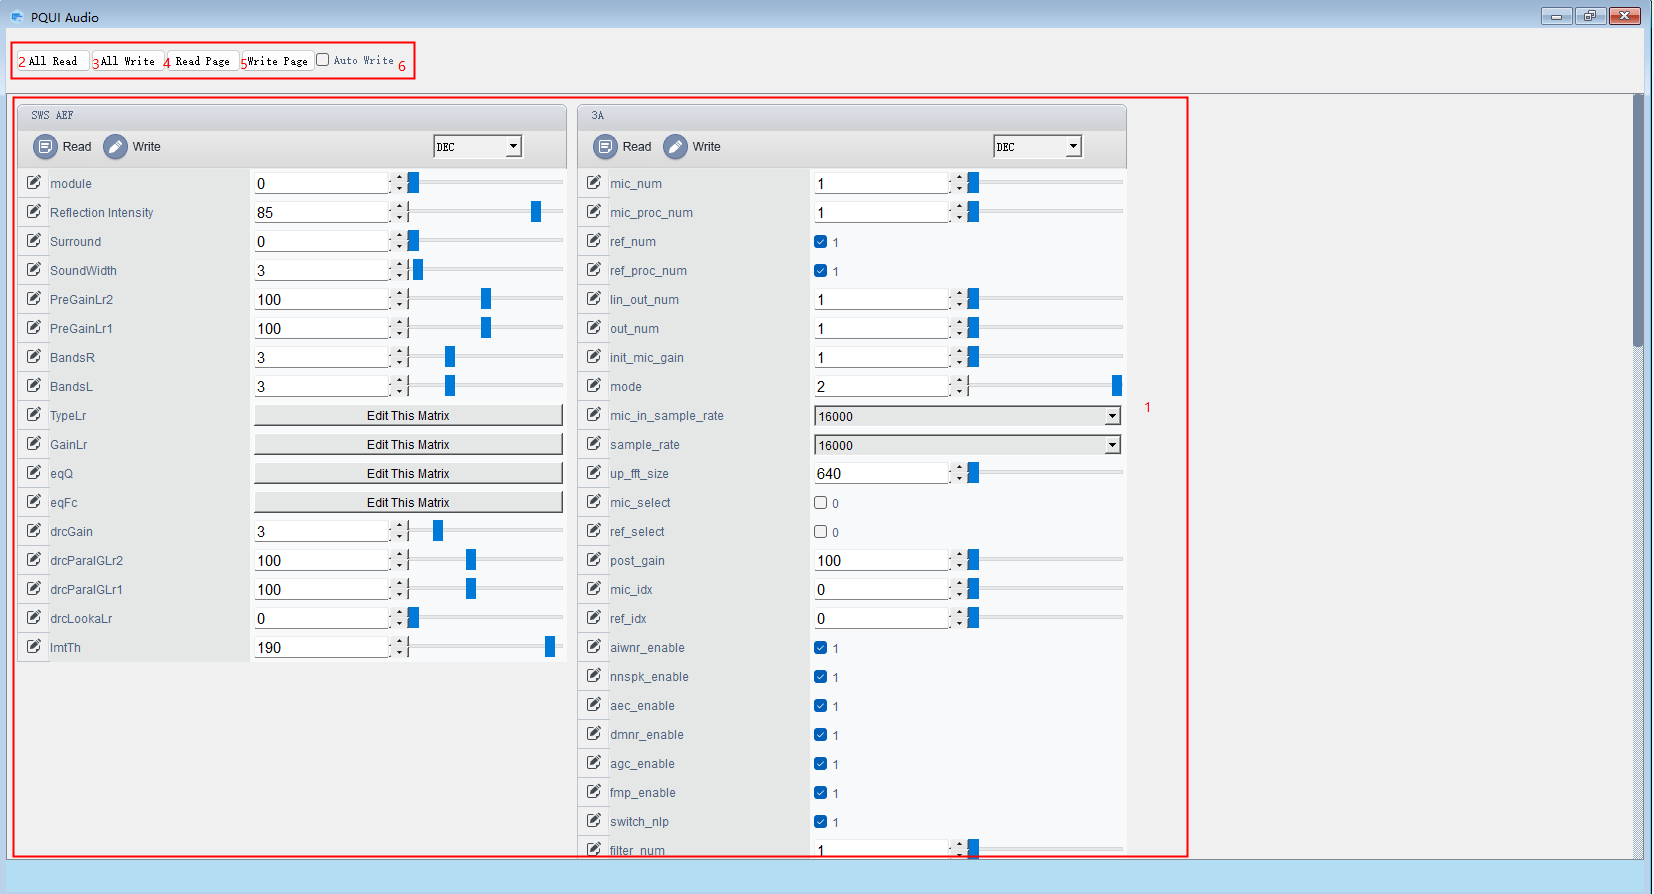 PQUI Audio
2 All Read 3 All Write 4 Read Page 5 Write Page Auto Write 6
SWS AEF
Read Write DEC
module 0
Reflection Intensity 85
Surround 0
SoundWidth 3
PreGainLr2 100
PreGainLr1 100
BandsR 3
BandsL 3
TypeLr Edit This Matrix
GainLr Edit This Matrix
eqQ Edit This Matrix
eqFc Edit This Matrix
drcGain 3
drcParalGLr2 100
drcParalGLr1 100
drcLookaLr 0
lmtTh 190
3A
Read Write DEC
mic_num 1
mic_proc_num 1
ref_num 1
ref_proc_num 1
lin_out_num 1
out_num 1
init_mic_gain 1
mode 2
mic_in_sample_rate 16000
sample_rate 16000
up_fft_size 640
mic_select 0
ref_select 0
post_gain 100
mic_idx 0
ref_idx 0
aiwnr_enable 1
nnspk_enable 1
aec_enable 1
dmnr_enable 1
agc_enable 1
fmp_enable 1
switch_nlp 1
filter_num 1
1